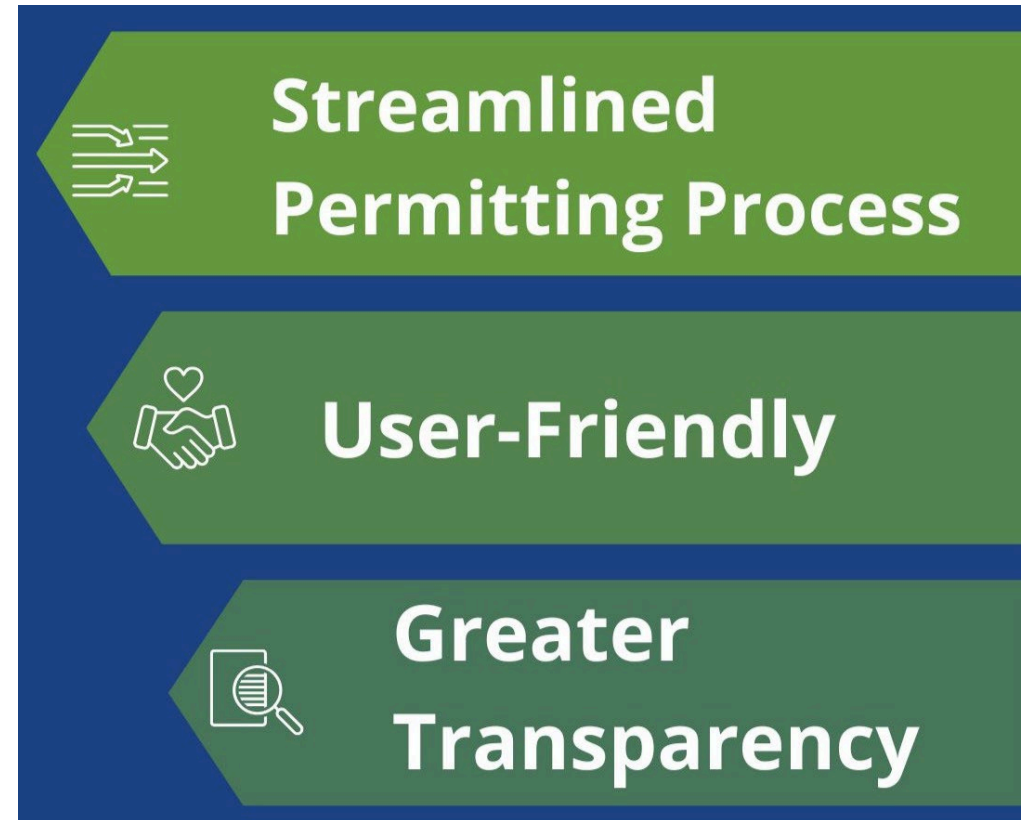 Streamlined
Permitting Process
User-Friendly
Greater
Transparency